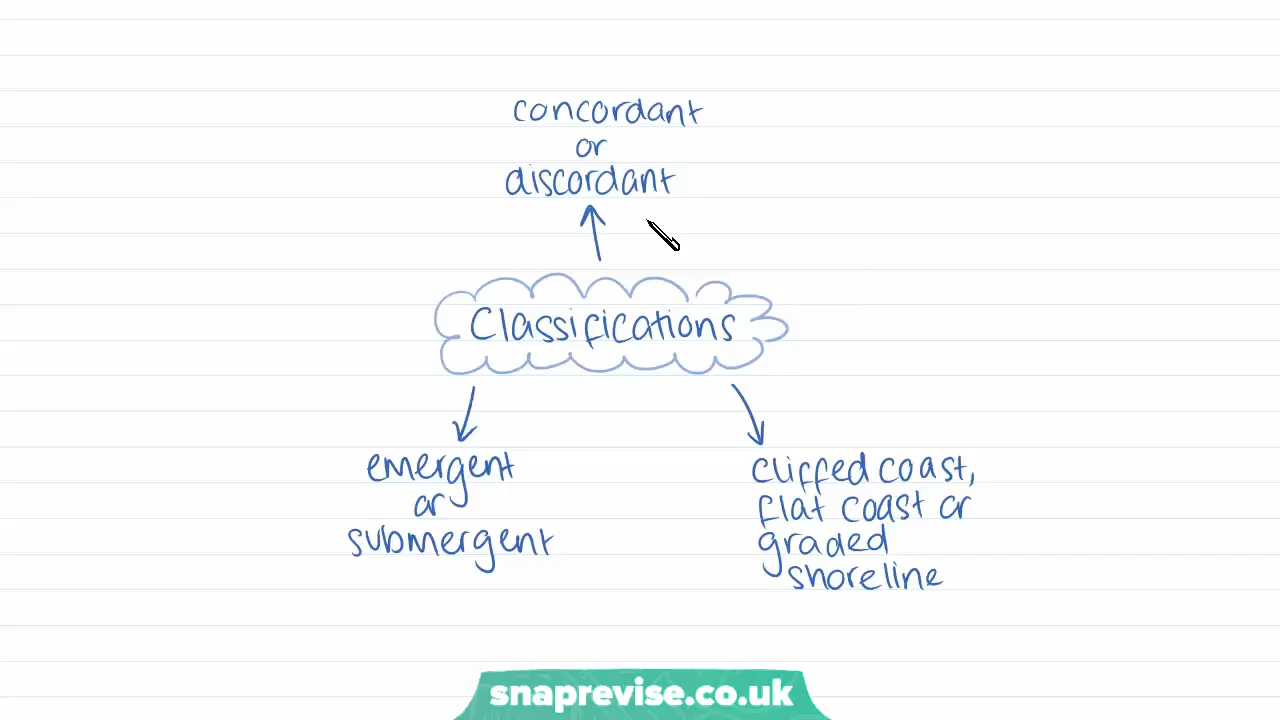 concordant
or
discordant
Classifications
emergent
or
submergent
cliffed coast,
flat coast or
graded
shoreline
snaprevise.co.uk